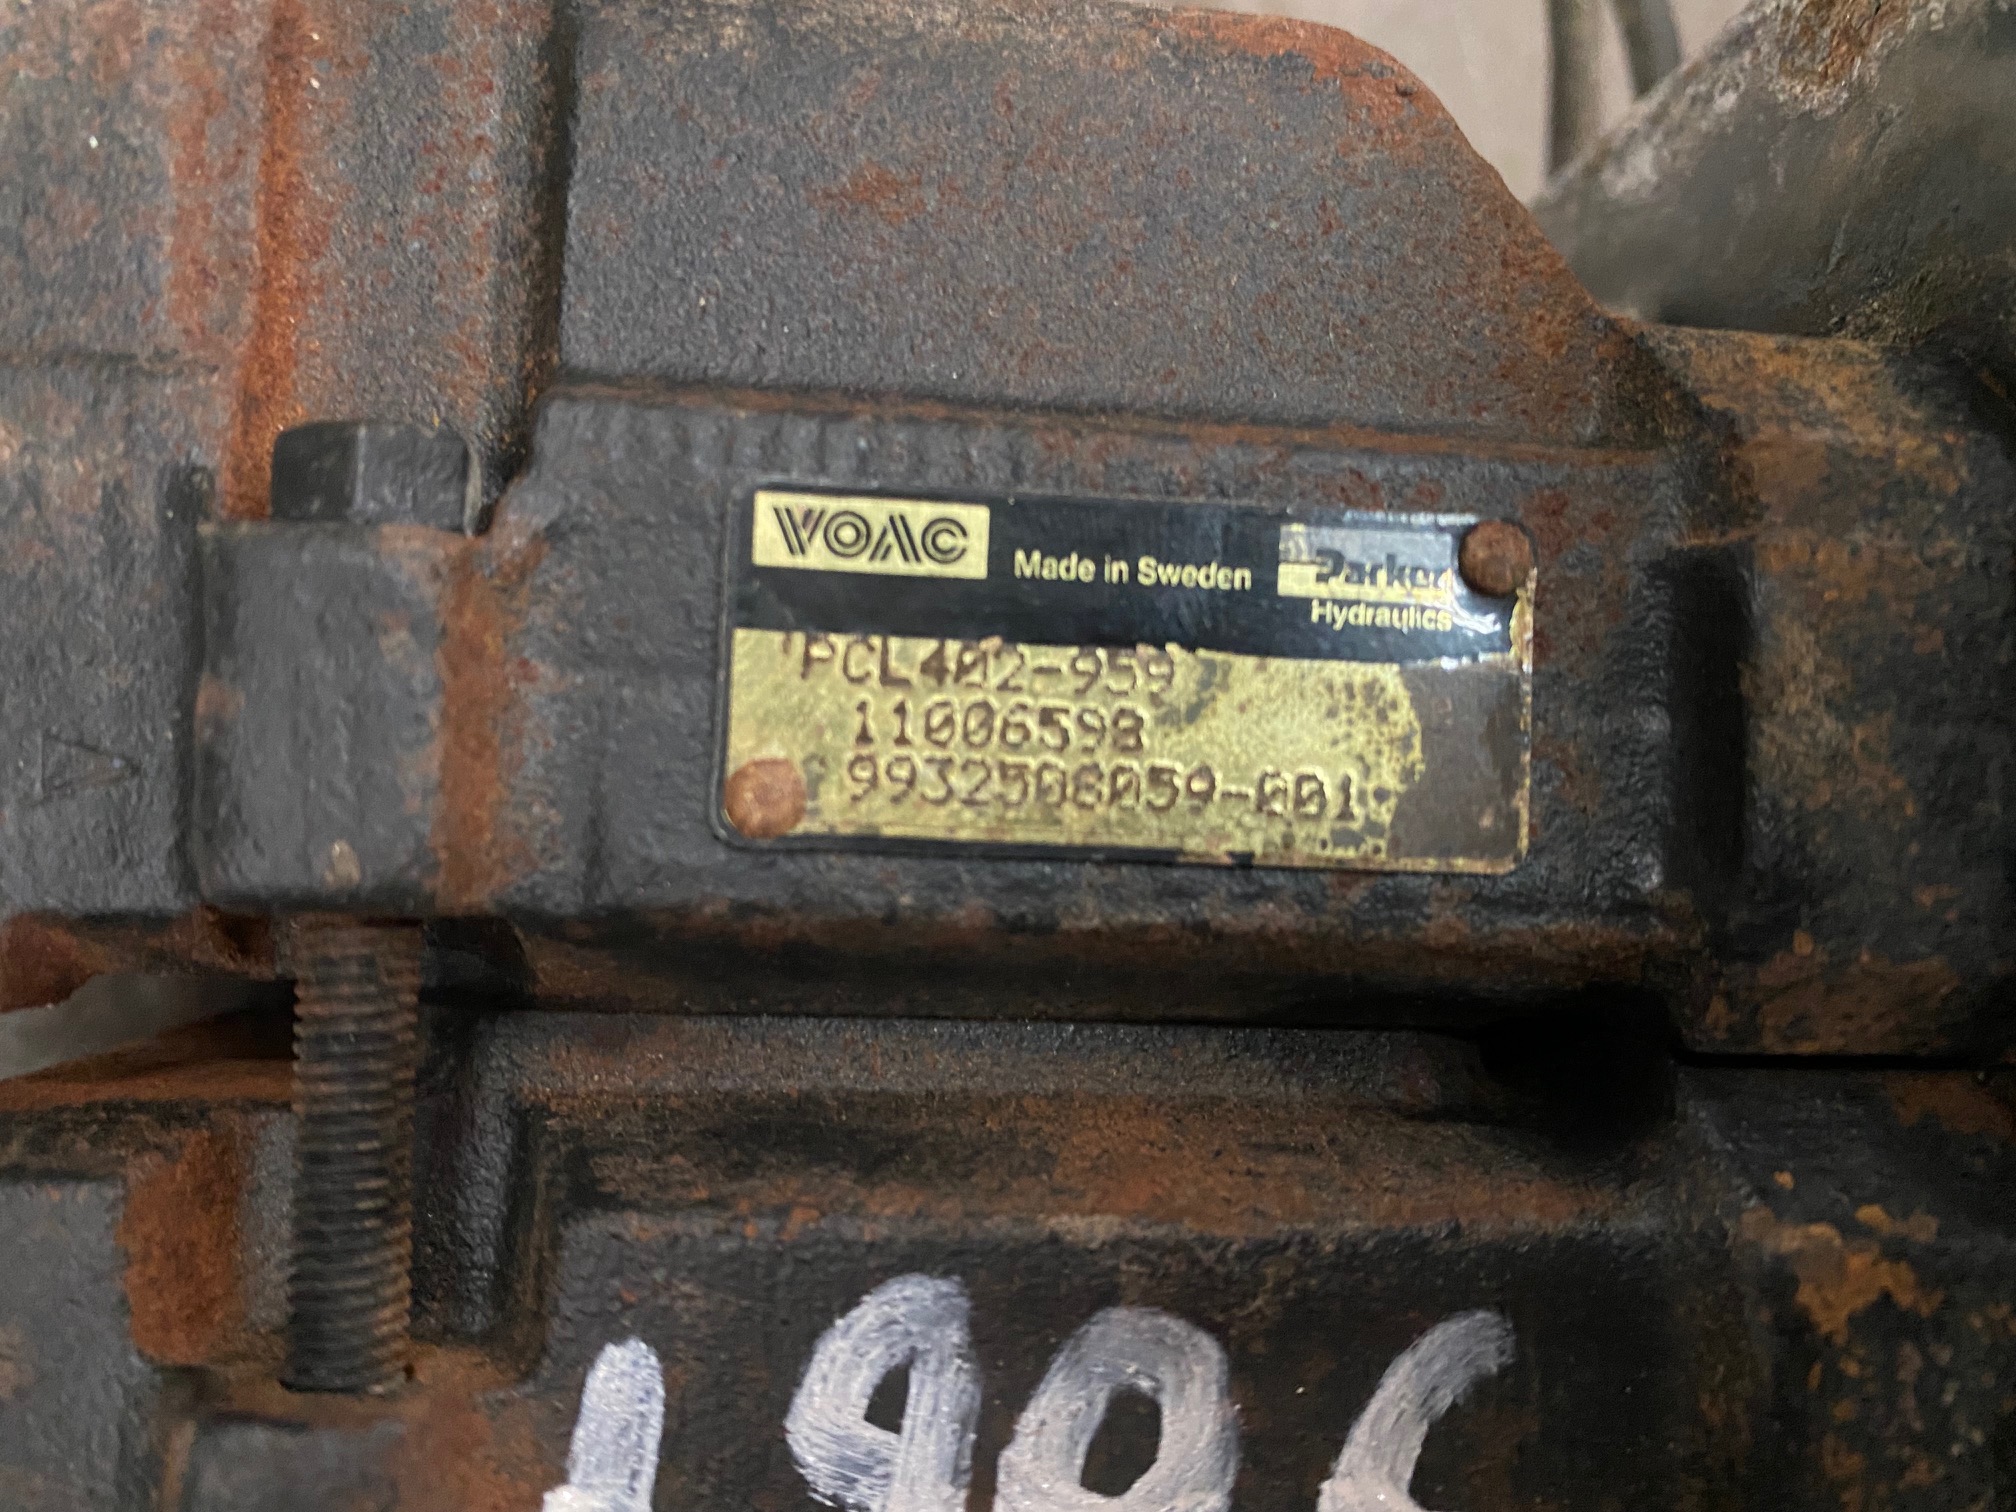 VOAC Made in Sweden Parker
Hydraulics
PCL402-959
11006598
9932506059-001